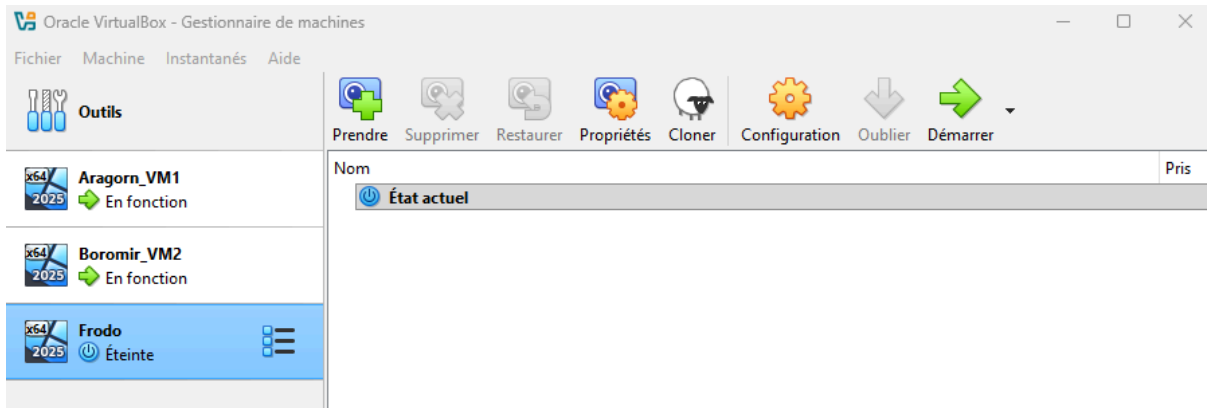 Oracle VirtualBox - Gestionnaire de machines
Fichier Machine Instantanés Aide
Outils
Prendre Supprimer Restaurer Propriétés Cloner Configuration Oublier Démarrer
Nom Pris
État actuel
x64 2025 Aragorn_VM1
En fonction
x64 2025 Boromir_VM2
En fonction
x64 2025 Frodo
Éteinte